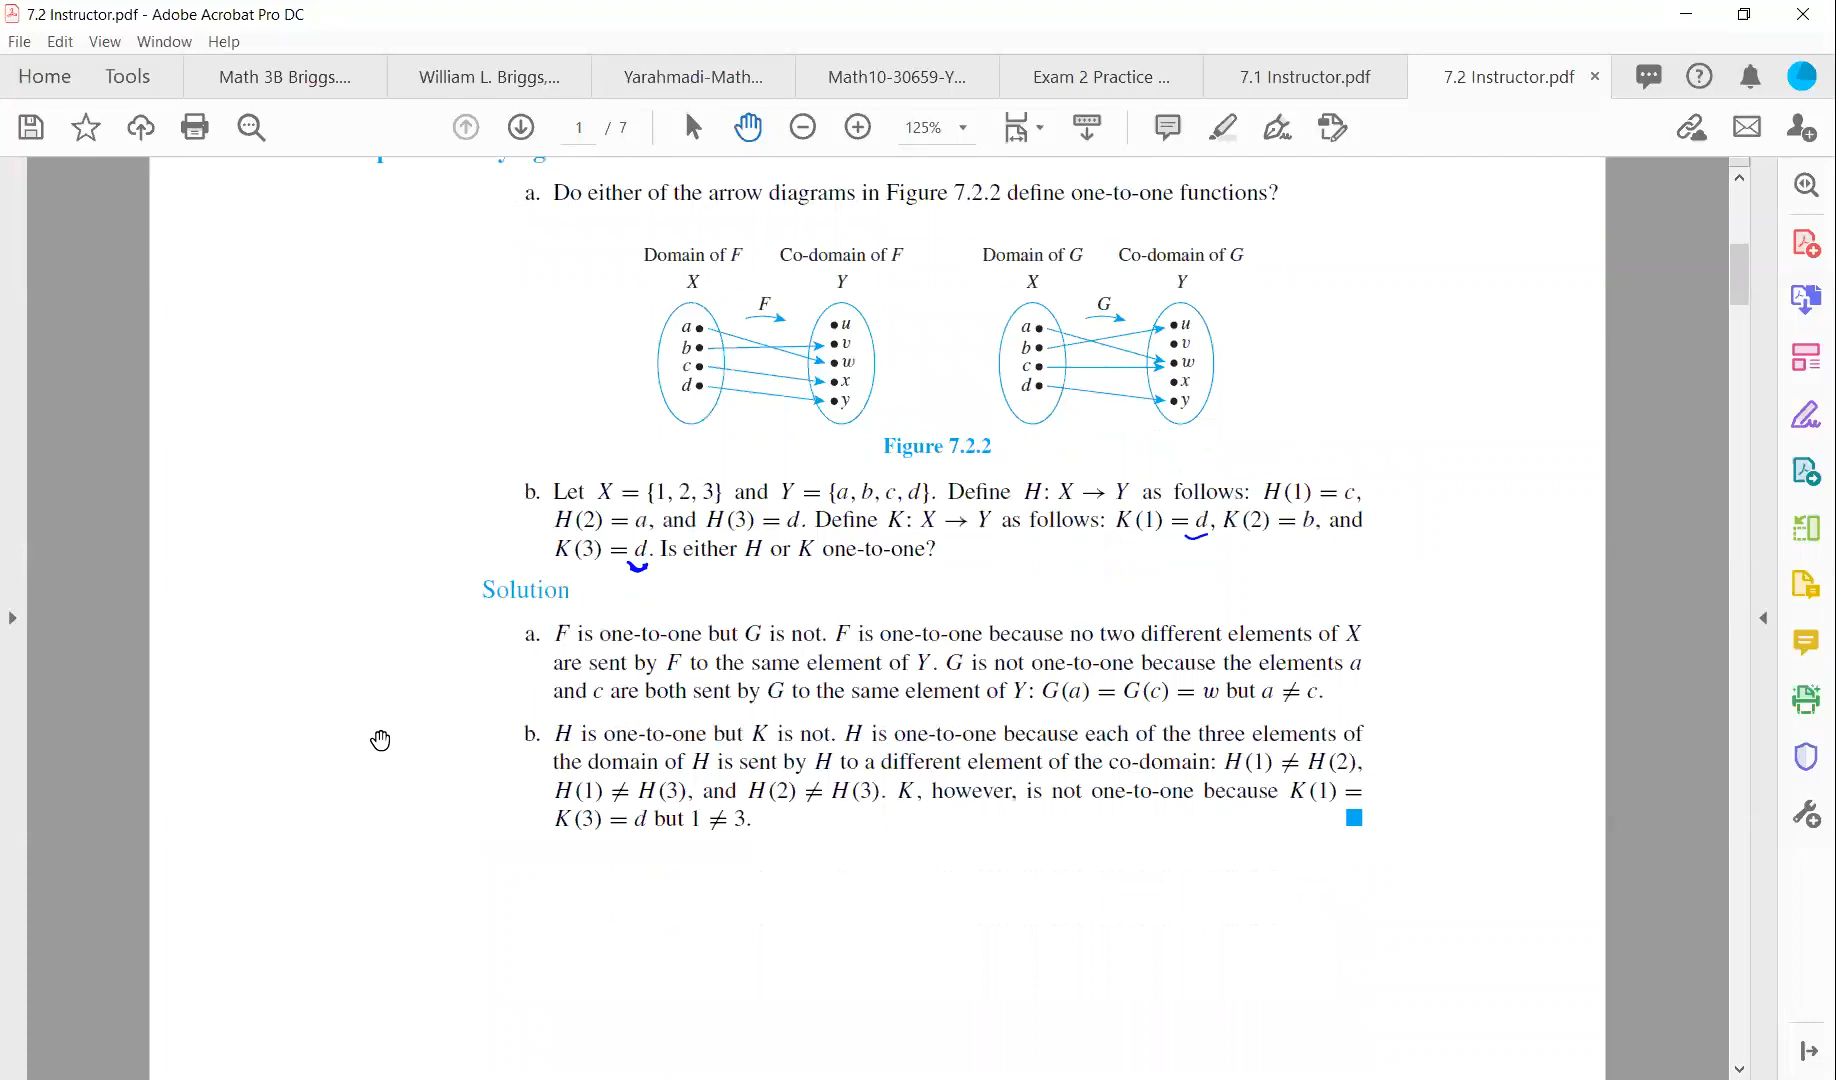 7.2 Instructor.pdf - Adobe Acrobat Pro DC
File Edit View Window Help
Home Tools Math 3B Briggs.... William L. Briggs,... Yarahmadi-Math... Math10-30659-Y... Exam 2 Practice ... 7.1 Instructor.pdf 7.2 Instructor.pdf ×
1 / 7 125%
a. Do either of the arrow diagrams in Figure 7.2.2 define one-to-one functions?
Domain of F Co-domain of F Domain of G Co-domain of G
X Y X Y
F G
a u a u
b v b v
c w c w
d x d x
y y
Figure 7.2.2
b. Let X = {1, 2, 3} and Y = {a, b, c, d}. Define H: X → Y as follows: H(1) = c,
H(2) = a, and H(3) = d. Define K: X → Y as follows: K(1) = d, K(2) = b, and
K(3) = d. Is either H or K one-to-one?
Solution
a. F is one-to-one but G is not. F is one-to-one because no two different elements of X
are sent by F to the same element of Y. G is not one-to-one because the elements a
and c are both sent by G to the same element of Y: G(a) = G(c) = w but a ≠ c.
b. H is one-to-one but K is not. H is one-to-one because each of the three elements of
the domain of H is sent by H to a different element of the co-domain: H(1) ≠ H(2),
H(1) ≠ H(3), and H(2) ≠ H(3). K, however, is not one-to-one because K(1) =
K(3) = d but 1 ≠ 3.